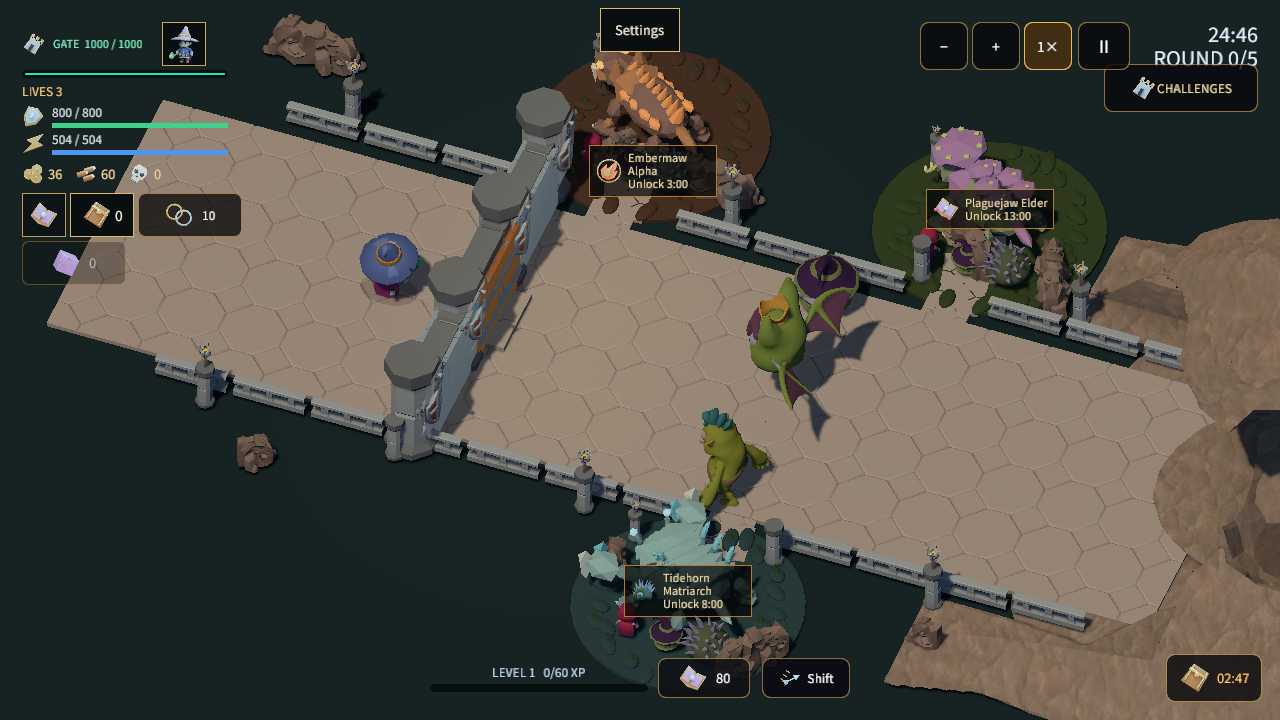 Settings
GATE 1000 / 1000
LIVES 3
800 / 800
504 / 504
36
60
0
0
10
0
1×
24:46
ROUND 0/5
CHALLENGES
Embermaw
Alpha
Unlock 3:00
Plaguejaw Elder
Unlock 13:00
Tidehorn
Matriarch
Unlock 8:00
LEVEL 1 0/60 XP
80
Shift
02:47